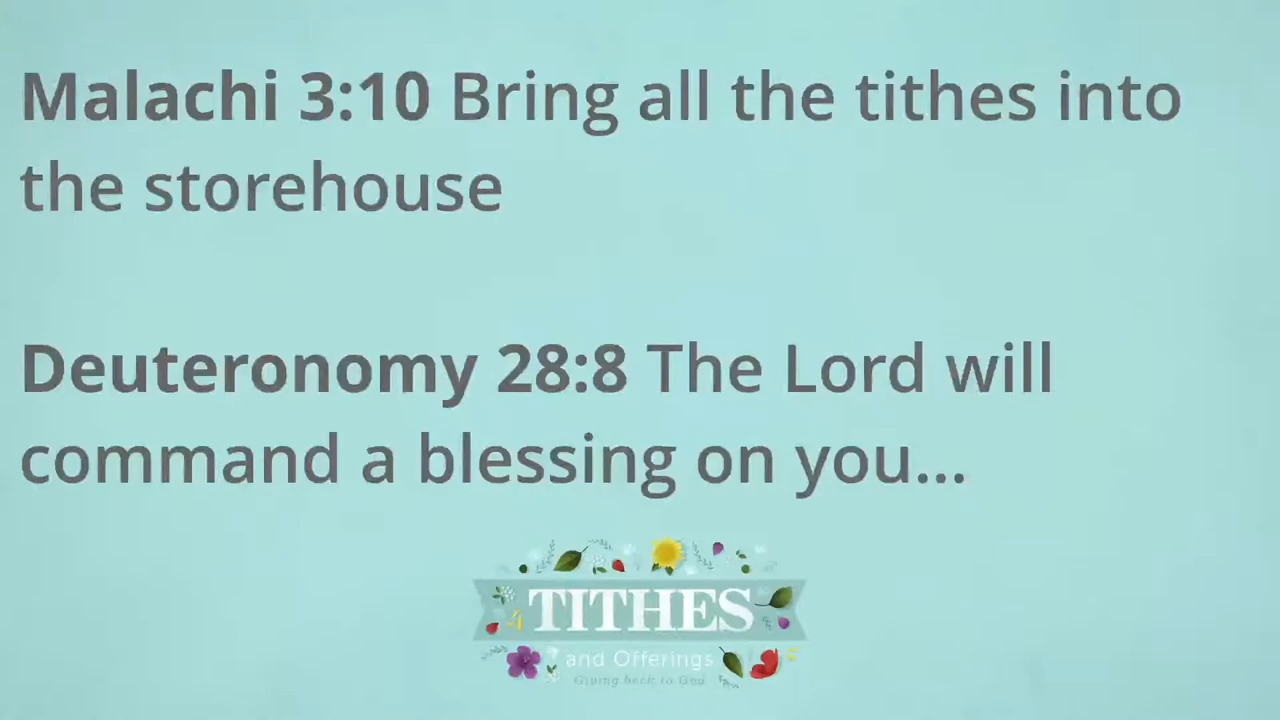 Malachi 3:10 Bring all the tithes into
the storehouse
Deuteronomy 28:8 The Lord will
command a blessing on you...
TITHES
and Offerings
Giving back to God